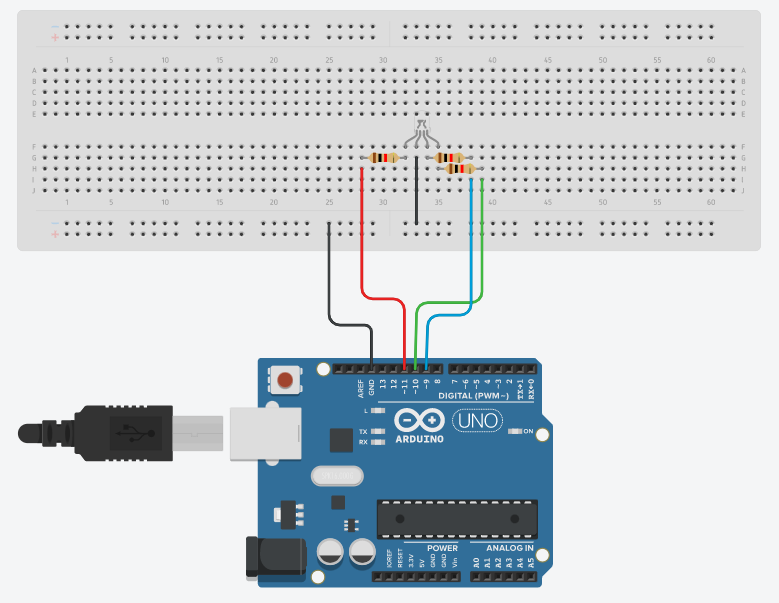 − −
+ +
1 5 10 15 20 25 30 35 40 45 50 55 60
A A
B B
C C
D D
E E
F F
G G
H H
I I
J J
1 5 10 15 20 25 30 35 40 45 50 55 60
− −
+ +
AREF GND 13 12 ~11 ~10 ~9 8 7 ~6 ~5 4 ~3 2 TX→1 RX←0
DIGITAL (PWM~)
L
TX
RX
ARDUINO
UNO
ON
POWER ANALOG IN
IOREF RESET 3.3V 5V GND GND Vin A0 A1 A2 A3 A4 A5